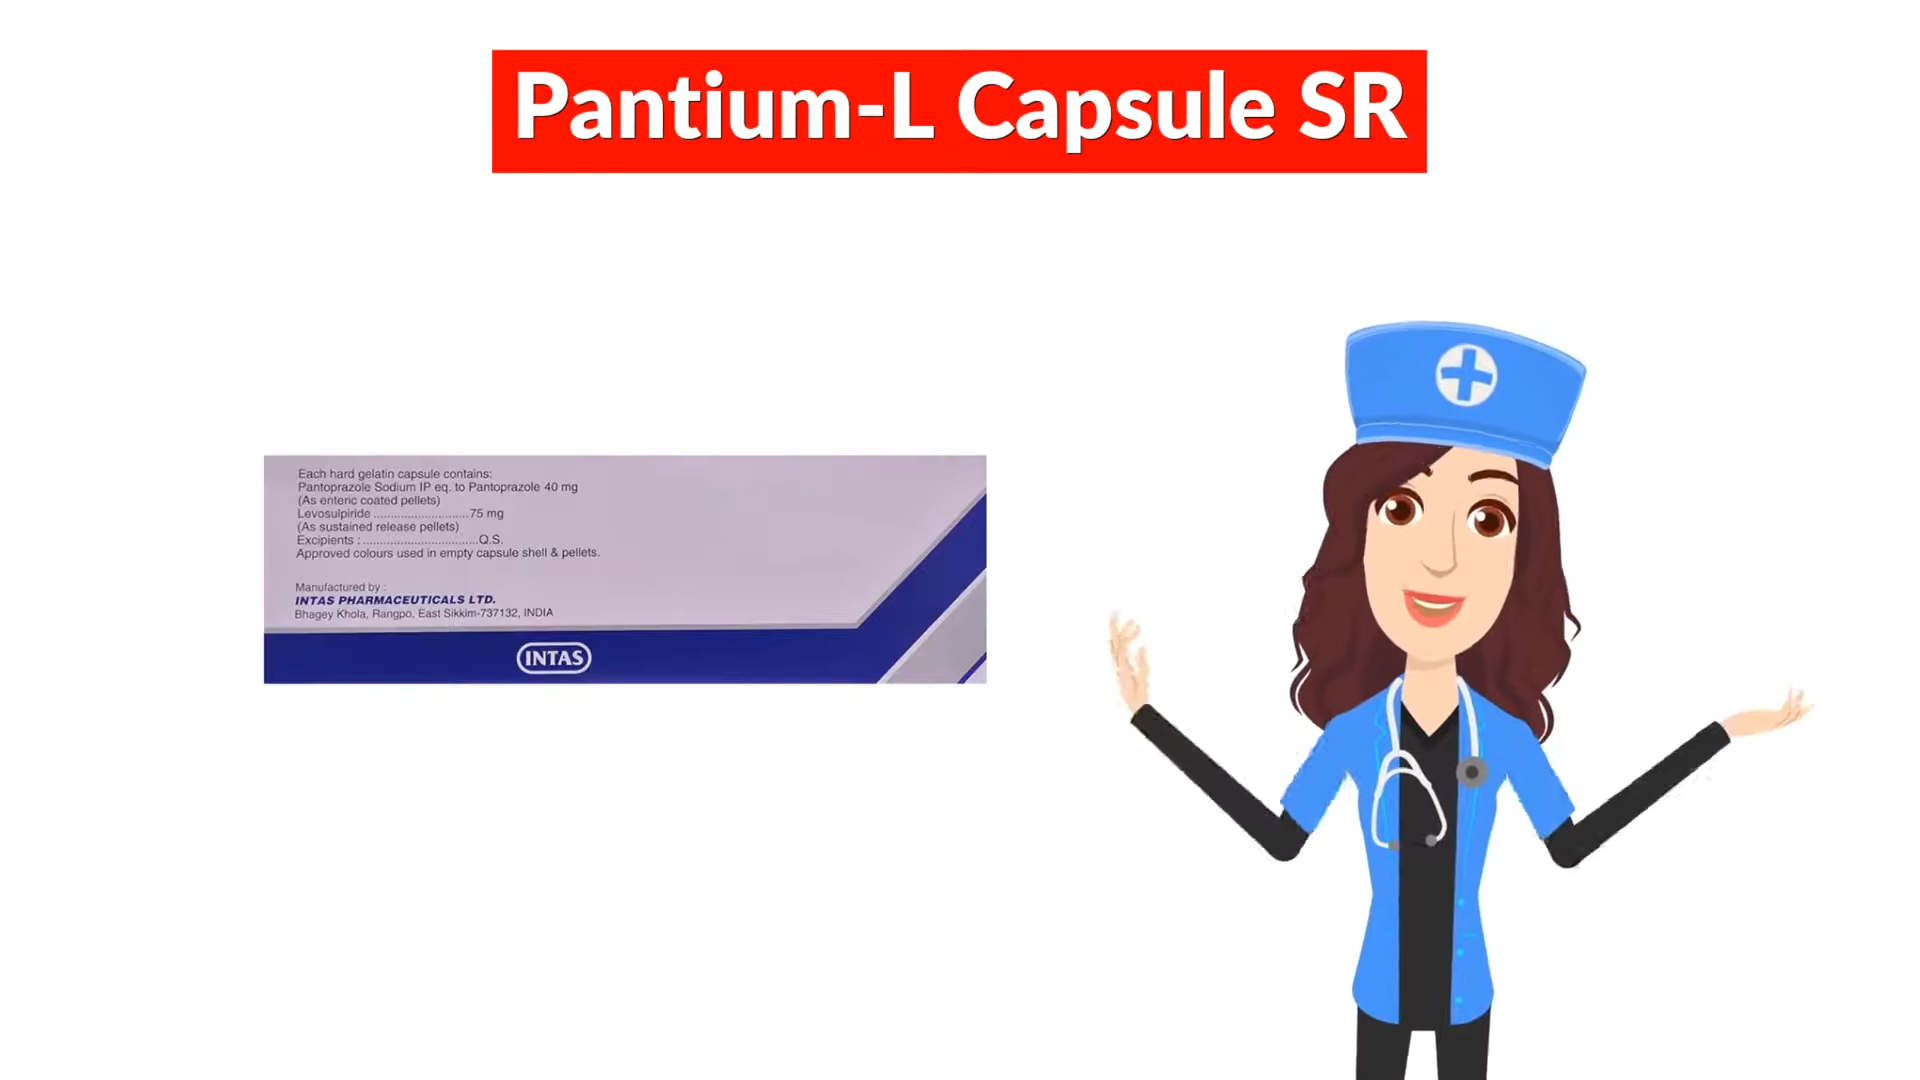 Pantium-L Capsule SR
Each hard gelatin capsule contains:
Pantoprazole Sodium IP eq. to Pantoprazole 40 mg
(As enteric coated pellets)
Levosulpiride ............................75 mg
(As sustained release pellets)
Excipients : ................................Q.S.
Approved colours used in empty capsule shell & pellets.
Manufactured by :
INTAS PHARMACEUTICALS LTD.
Bhagey Khola, Rangpo, East Sikkim-737132, INDIA
INTAS